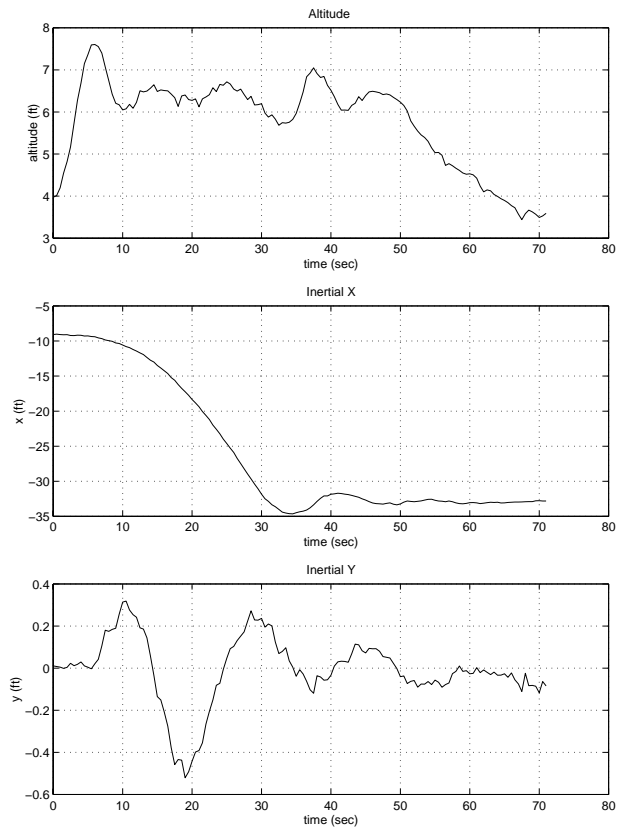 Altitude
8
7
6
5
4
3
altitude (ft)
0 10 20 30 40 50 60 70 80
time (sec)
Inertial X
−5
−10
−15
−20
−25
−30
−35
x (ft)
0 10 20 30 40 50 60 70 80
time (sec)
Inertial Y
0.4
0.2
0
−0.2
−0.4
−0.6
y (ft)
0 10 20 30 40 50 60 70 80
time (sec)